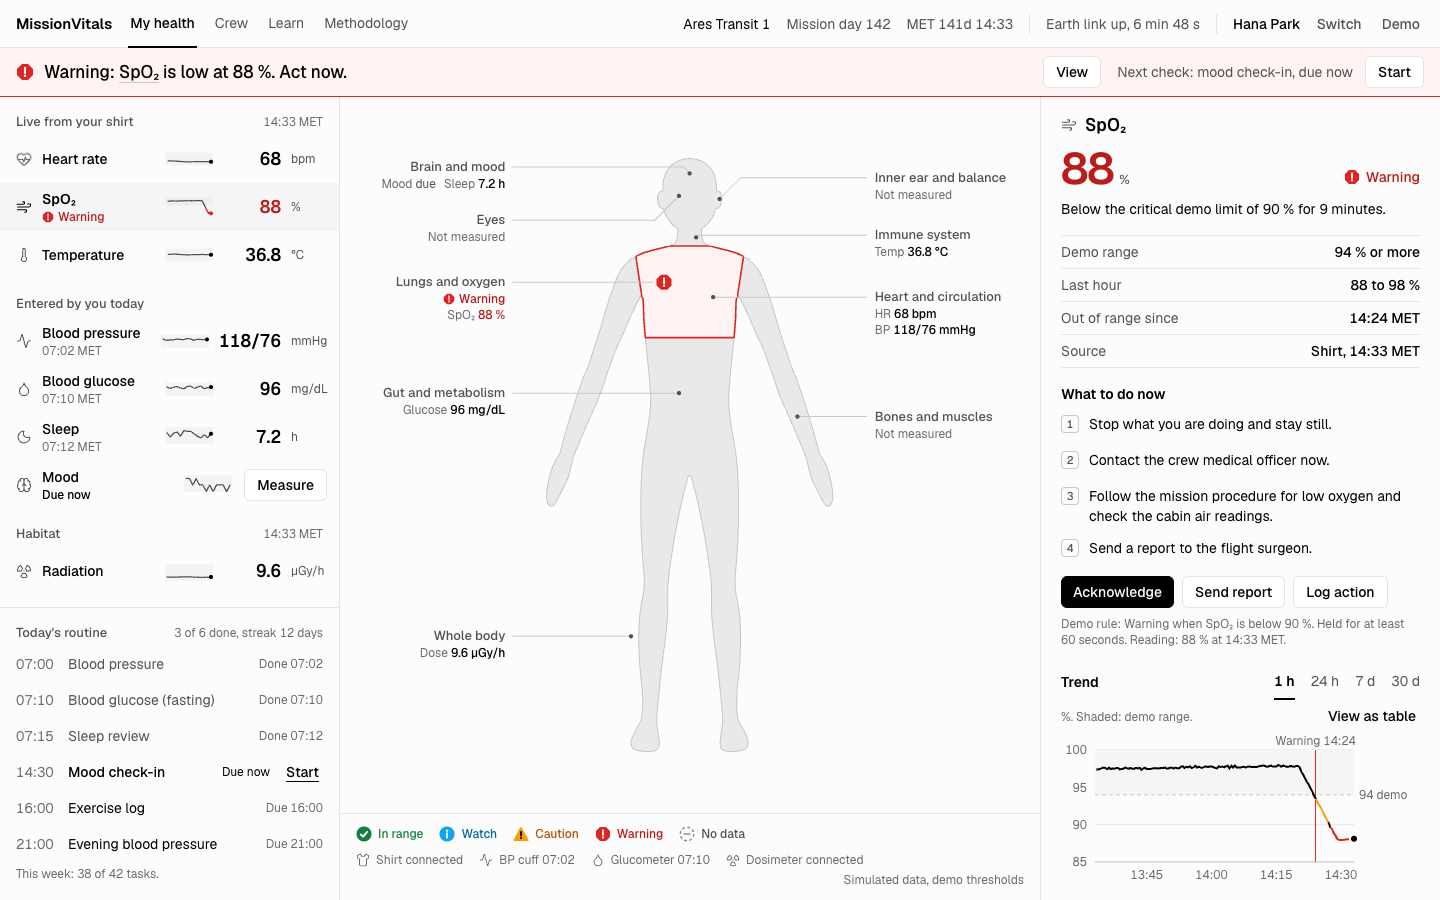 MissionVitals My health Crew Learn Methodology Ares Transit 1 Mission day 142 MET 141d 14:33 Earth link up, 6 min 48 s Hana Park Switch Demo
Warning: SpO₂ is low at 88 %. Act now. View Next check: mood check-in, due now Start
Live from your shirt 14:33 MET
Heart rate 68 bpm
SpO₂ 88 %
Warning
Temperature 36.8 °C
Entered by you today
Blood pressure 118/76 mmHg
07:02 MET
Blood glucose 96 mg/dL
07:10 MET
Sleep 7.2 h
07:12 MET
Mood Measure
Due now
Habitat 14:33 MET
Radiation 9.6 µGy/h
Today's routine 3 of 6 done, streak 12 days
07:00 Blood pressure Done 07:02
07:10 Blood glucose (fasting) Done 07:10
07:15 Sleep review Done 07:12
14:30 Mood check-in Due now Start
16:00 Exercise log Due 16:00
21:00 Evening blood pressure Due 21:00
This week: 38 of 42 tasks.
Brain and mood
Mood due Sleep 7.2 h
Eyes
Not measured
Lungs and oxygen
Warning
SpO₂ 88 %
Gut and metabolism
Glucose 96 mg/dL
Whole body
Dose 9.6 µGy/h
Inner ear and balance
Not measured
Immune system
Temp 36.8 °C
Heart and circulation
HR 68 bpm
BP 118/76 mmHg
Bones and muscles
Not measured
In range Watch Caution Warning No data
Shirt connected BP cuff 07:02 Glucometer 07:10 Dosimeter connected
Simulated data, demo thresholds
SpO₂
88 % Warning
Below the critical demo limit of 90 % for 9 minutes.
Demo range 94 % or more
Last hour 88 to 98 %
Out of range since 14:24 MET
Source Shirt, 14:33 MET
What to do now
1 Stop what you are doing and stay still.
2 Contact the crew medical officer now.
3 Follow the mission procedure for low oxygen and
check the cabin air readings.
4 Send a report to the flight surgeon.
Acknowledge Send report Log action
Demo rule: Warning when SpO₂ is below 90 %. Held for at least
60 seconds. Reading: 88 % at 14:33 MET.
Trend 1 h 24 h 7 d 30 d
%. Shaded: demo range. View as table
Warning 14:24
100
95
94 demo
90
85
13:45 14:00 14:15 14:30